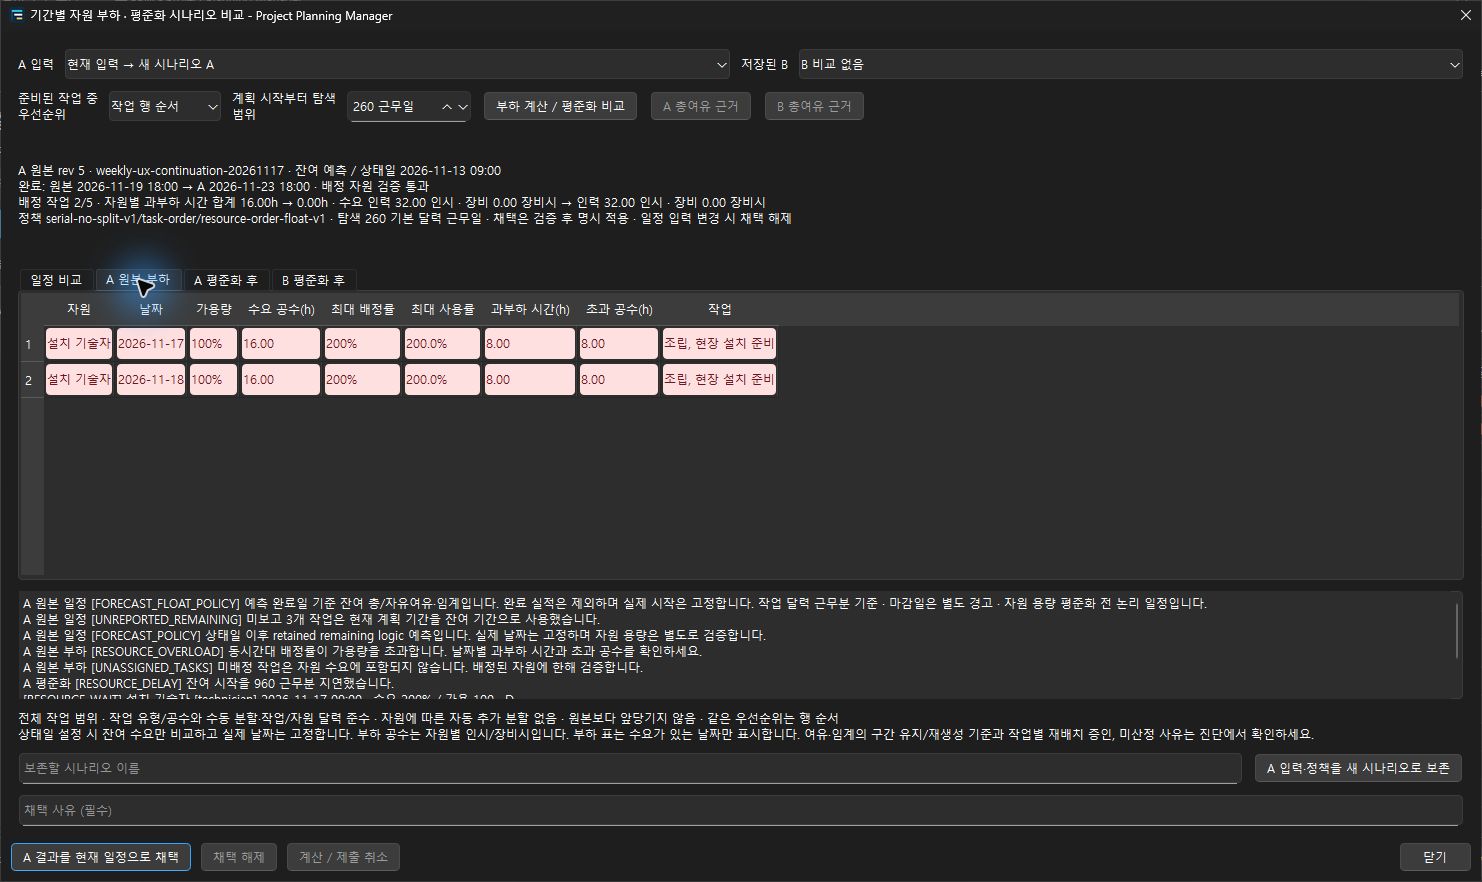 기간별 자원 부하 · 평준화 시나리오 비교 - Project Planning Manager
A 입력 현재 입력 → 새 시나리오 A 저장된 B B 비교 없음
준비된 작업 중 우선순위 작업 행 순서 계획 시작부터 탐색 범위 260 근무일 부하 계산 / 평준화 비교 A 총여유 근거 B 총여유 근거
A 원본 rev 5 · weekly-ux-continuation-20261117 · 잔여 예측 / 상태일 2026-11-13 09:00
완료: 원본 2026-11-19 18:00 → A 2026-11-23 18:00 · 배정 자원 검증 통과
배정 작업 2/5 · 자원별 과부하 시간 합계 16.00h → 0.00h · 수요 인력 32.00 인시 · 장비 0.00 장비시 → 인력 32.00 인시 · 장비 0.00 장비시
정책 serial-no-split-v1/task-order/resource-order-float-v1 · 탐색 260 기본 달력 근무일 · 채택은 검증 후 명시 적용 · 일정 입력 변경 시 채택 해제
일정 비교 A 원본 부하 A 평준화 후 B 평준화 후
자원 날짜 가용량 수요 공수(h) 최대 배정률 최대 사용률 과부하 시간(h) 초과 공수(h) 작업
1 설치 기술자 2026-11-17 100% 16.00 200% 200.0% 8.00 8.00 조립, 현장 설치 준비
2 설치 기술자 2026-11-18 100% 16.00 200% 200.0% 8.00 8.00 조립, 현장 설치 준비
A 원본 일정 [FORECAST_FLOAT_POLICY] 예측 완료일 기준 잔여 총/자유여유·임계입니다. 완료 실적은 제외하며 실제 시작은 고정합니다. 작업 달력 근무분 기준 · 마감일은 별도 경고 · 자원 용량 평준화 전 논리 일정입니다.
A 원본 일정 [UNREPORTED_REMAINING] 미보고 3개 작업은 현재 계획 기간을 잔여 기간으로 사용했습니다.
A 원본 일정 [FORECAST_POLICY] 상태일 이후 retained remaining logic 예측입니다. 실제 날짜는 고정하며 자원 용량은 별도로 검증합니다.
A 원본 부하 [RESOURCE_OVERLOAD] 동시간대 배정률이 가용량을 초과합니다. 날짜별 과부하 시간과 초과 공수를 확인하세요.
A 원본 부하 [UNASSIGNED_TASKS] 미배정 작업은 자원 수요에 포함되지 않습니다. 배정된 자원에 한해 검증합니다.
A 평준화 [RESOURCE_DELAY] 잔여 시작을 960 근무분 지연했습니다.
[RESOURCE_WAIT] 설치 기술자 [technician] 2026-11-17 09:00 · 수요 200% / 가용 100
전체 작업 범위 · 작업 유형/공수와 수동 분할·작업/자원 달력 준수 · 자원에 따른 자동 추가 분할 없음 · 원본보다 앞당기지 않음 · 같은 우선순위는 행 순서
상태일 설정 시 잔여 수요만 비교하고 실제 날짜는 고정합니다. 부하 공수는 자원별 인시/장비시입니다. 부하 표는 수요가 있는 날짜만 표시합니다. 여유·임계의 구간 유지/재생성 기준과 작업별 재배치 증인, 미산정 사유는 진단에서 확인하세요.
보존할 시나리오 이름 A 입력·정책을 새 시나리오로 보존
채택 사유 (필수)
A 결과를 현재 일정으로 채택 채택 해제 계산 / 제출 취소 닫기